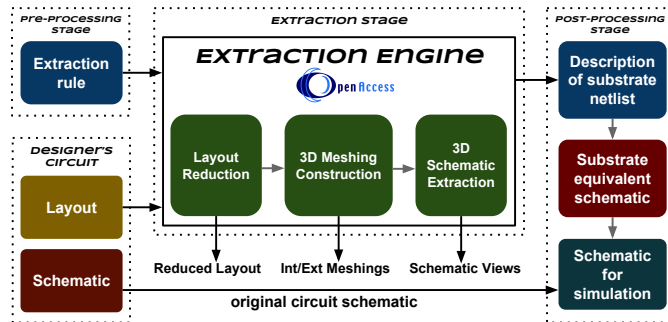 PRE-PROCESSING
STAGE
Extraction
rule
DESIGNER'S
CIRCUIT
Layout
Schematic
EXTRACTION STAGE
EXTRACTION ENGINE
OpenAccess
Layout
Reduction
3D Meshing
Construction
3D
Schematic
Extraction
Reduced Layout
Int/Ext Meshings
Schematic Views
original circuit schematic
POST-PROCESSING
STAGE
Description
of substrate
netlist
Substrate
equivalent
schematic
Schematic
for
simulation